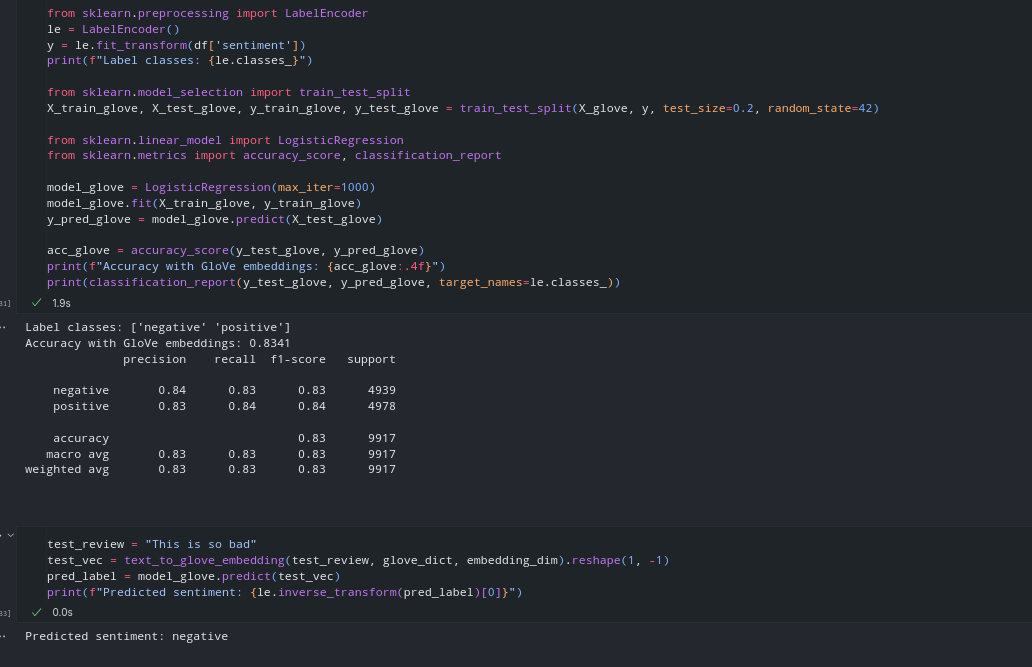 from sklearn.preprocessing import LabelEncoder
le = LabelEncoder()
y = le.fit_transform(df['sentiment'])
print(f"Label classes: {le.classes_}")
from sklearn.model_selection import train_test_split
X_train_glove, X_test_glove, y_train_glove, y_test_glove = train_test_split(X_glove, y, test_size=0.2, random_state=42)
from sklearn.linear_model import LogisticRegression
from sklearn.metrics import accuracy_score, classification_report
model_glove = LogisticRegression(max_iter=1000)
model_glove.fit(X_train_glove, y_train_glove)
y_pred_glove = model_glove.predict(X_test_glove)
acc_glove = accuracy_score(y_test_glove, y_pred_glove)
print(f"Accuracy with GloVe embeddings: {acc_glove:.4f}")
print(classification_report(y_test_glove, y_pred_glove, target_names=le.classes_))
31] 1.9s
Label classes: ['negative' 'positive']
Accuracy with GloVe embeddings: 0.8341
precision recall f1-score support
negative 0.84 0.83 0.83 4939
positive 0.83 0.84 0.84 4978
accuracy 0.83 9917
macro avg 0.83 0.83 0.83 9917
weighted avg 0.83 0.83 0.83 9917
test_review = "This is so bad"
test_vec = text_to_glove_embedding(test_review, glove_dict, embedding_dim).reshape(1, -1)
pred_label = model_glove.predict(test_vec)
print(f"Predicted sentiment: {le.inverse_transform(pred_label)[0]}")
33] 0.0s
Predicted sentiment: negative